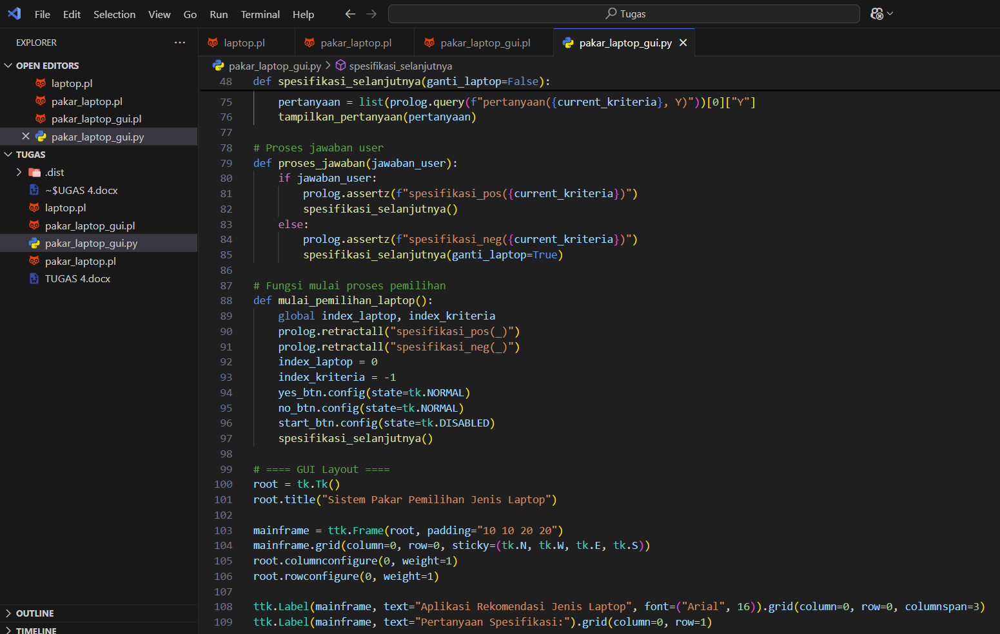 File Edit Selection View Go Run Terminal Help
Tugas
EXPLORER
OPEN EDITORS
laptop.pl
pakar_laptop.pl
pakar_laptop_gui.pl
pakar_laptop_gui.py
TUGAS
.dist
~$UGAS 4.docx
laptop.pl
pakar_laptop_gui.pl
pakar_laptop_gui.py
pakar_laptop.pl
TUGAS 4.docx
OUTLINE
TIMELINE
laptop.pl pakar_laptop.pl pakar_laptop_gui.pl pakar_laptop_gui.py
pakar_laptop_gui.py > spesifikasi_selanjutnya
48 def spesifikasi_selanjutnya(ganti_laptop=False):
75     pertanyaan = list(prolog.query(f"pertanyaan({current_kriteria}, Y)"))[0]["Y"]
76     tampilkan_pertanyaan(pertanyaan)
77
78 # Proses jawaban user
79 def proses_jawaban(jawaban_user):
80     if jawaban_user:
81         prolog.assertz(f"spesifikasi_pos({current_kriteria})")
82         spesifikasi_selanjutnya()
83     else:
84         prolog.assertz(f"spesifikasi_neg({current_kriteria})")
85         spesifikasi_selanjutnya(ganti_laptop=True)
86
87 # Fungsi mulai proses pemilihan
88 def mulai_pemilihan_laptop():
89     global index_laptop, index_kriteria
90     prolog.retractall("spesifikasi_pos(_)")
91     prolog.retractall("spesifikasi_neg(_)")
92     index_laptop = 0
93     index_kriteria = -1
94     yes_btn.config(state=tk.NORMAL)
95     no_btn.config(state=tk.NORMAL)
96     start_btn.config(state=tk.DISABLED)
97     spesifikasi_selanjutnya()
98
99 # ==== GUI Layout ====
100 root = tk.Tk()
101 root.title("Sistem Pakar Pemilihan Jenis Laptop")
102
103 mainframe = ttk.Frame(root, padding="10 10 20 20")
104 mainframe.grid(column=0, row=0, sticky=(tk.N, tk.W, tk.E, tk.S))
105 root.columnconfigure(0, weight=1)
106 root.rowconfigure(0, weight=1)
107
108 ttk.Label(mainframe, text="Aplikasi Rekomendasi Jenis Laptop", font=("Arial", 16)).grid(column=0, row=0, columnspan=3)
109 ttk.Label(mainframe, text="Pertanyaan Spesifikasi:").grid(column=0, row=1)